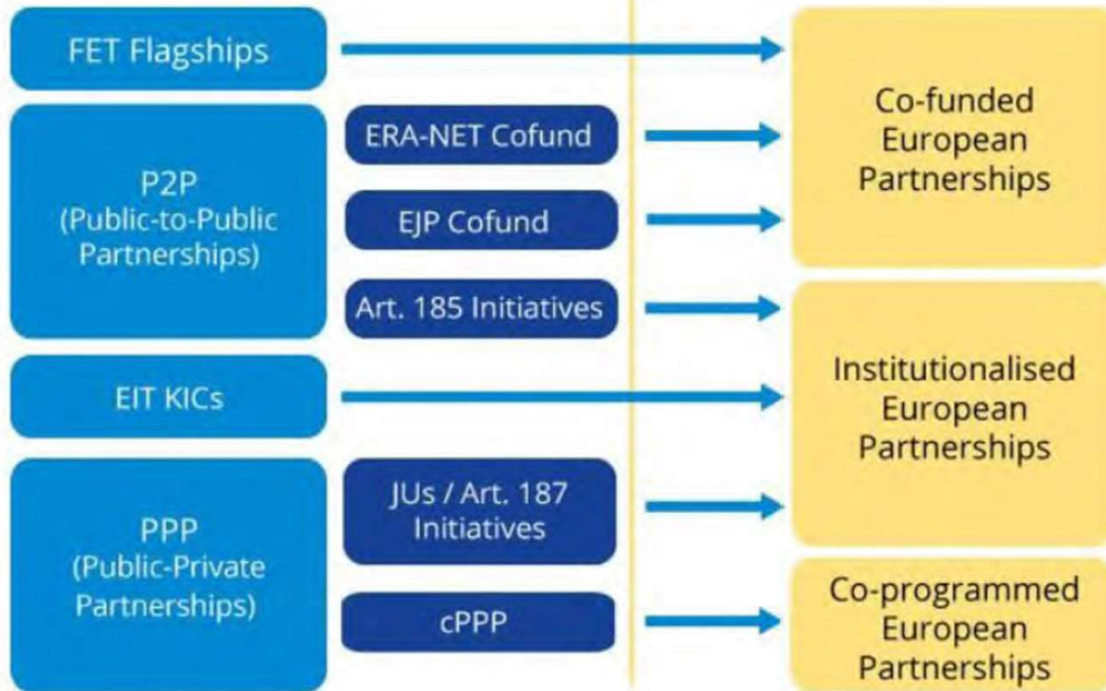 FET Flagships
P2P
(Public-to-Public
Partnerships)
ERA-NET Cofund
EJP Cofund
Art. 185 Initiatives
EIT KICs
PPP
(Public-Private
Partnerships)
JUs / Art. 187
Initiatives
cPPP
Co-funded
European
Partnerships
Institutionalised
European
Partnerships
Co-programmed
European
Partnerships